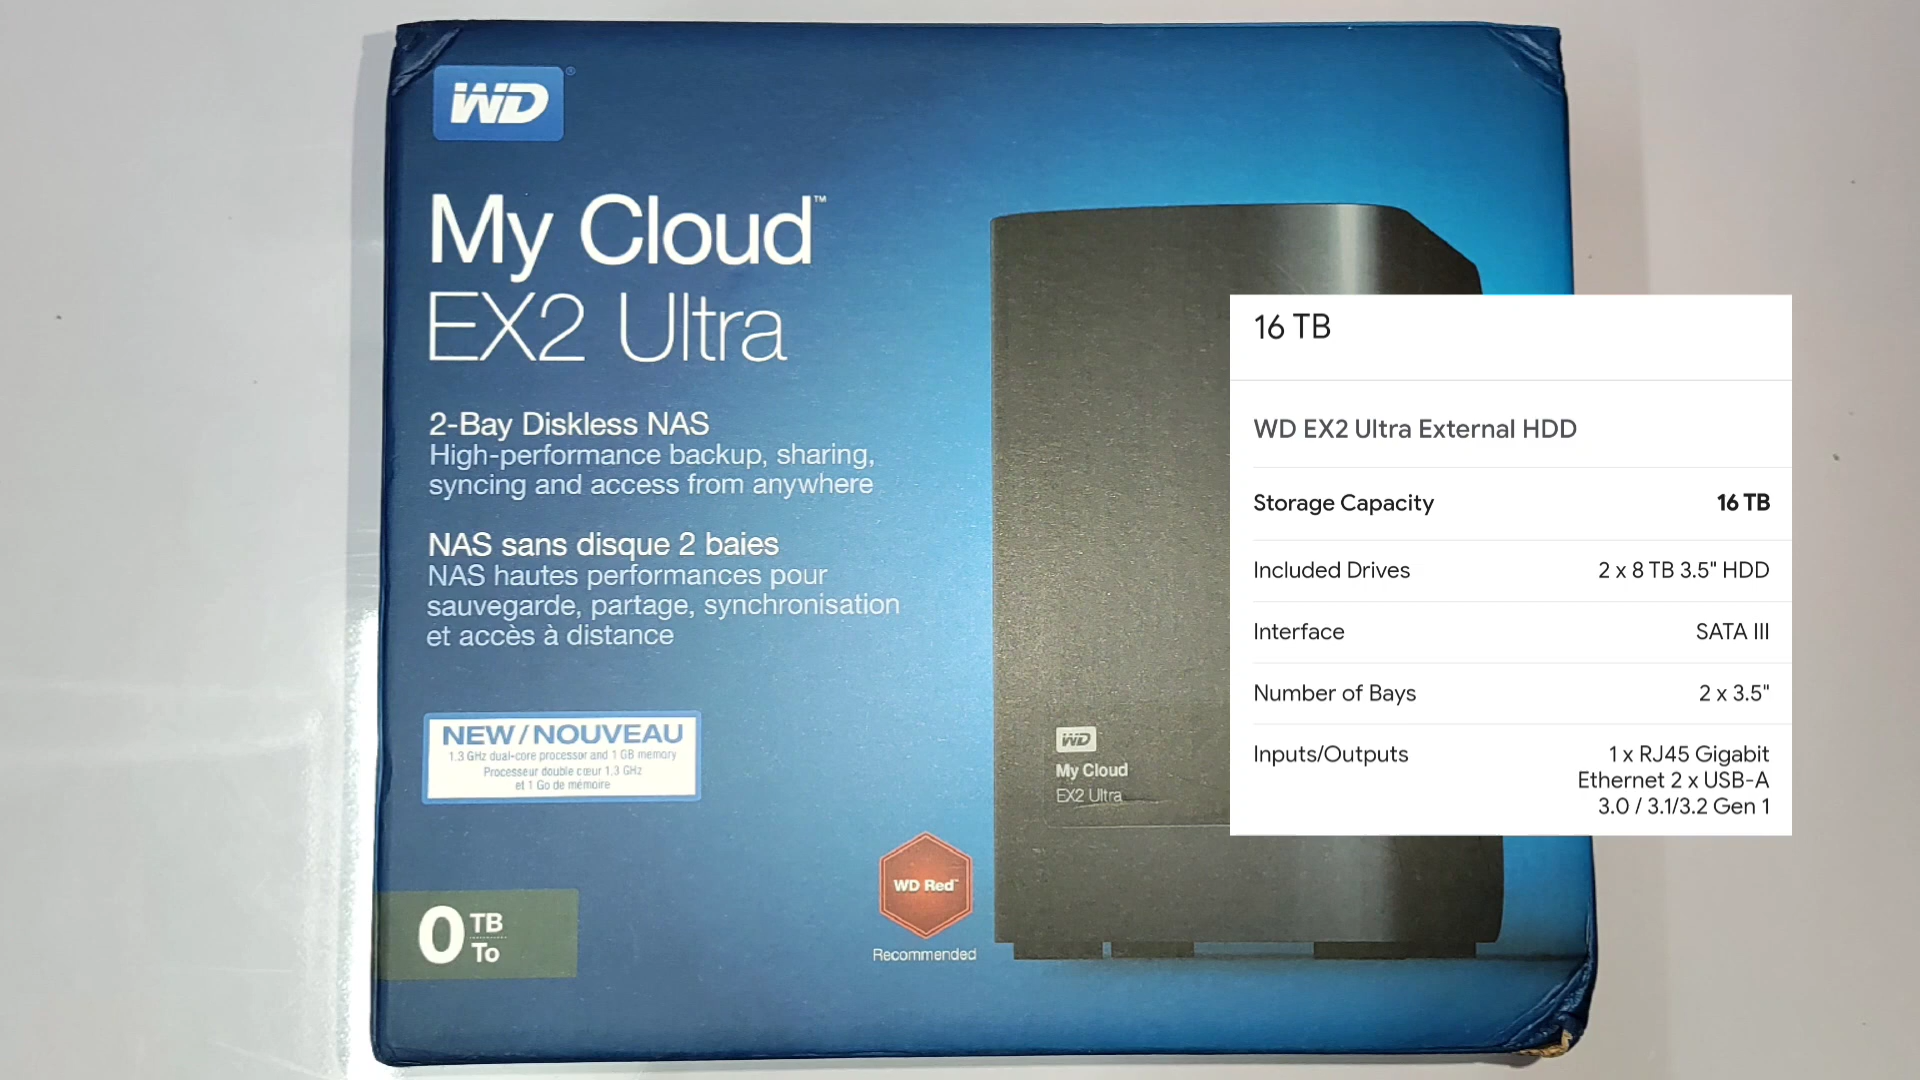 WD®
My Cloud™
EX2 Ultra
2-Bay Diskless NAS
High-performance backup, sharing,
syncing and access from anywhere
NAS sans disque 2 baies
NAS hautes performances pour
sauvegarde, partage, synchronisation
et accès à distance
NEW/NOUVEAU
1.3 GHz dual-core processor and 1 GB memory
Processeur double cœur 1.3 GHz
et 1 Go de mémoire
0 TB
To
WD Red™
Recommended
WD
My Cloud
EX2 Ultra
16 TB
WD EX2 Ultra External HDD
Storage Capacity 16 TB
Included Drives 2 x 8 TB 3.5" HDD
Interface SATA III
Number of Bays 2 x 3.5"
Inputs/Outputs 1 x RJ45 Gigabit
Ethernet 2 x USB-A
3.0 / 3.1/3.2 Gen 1